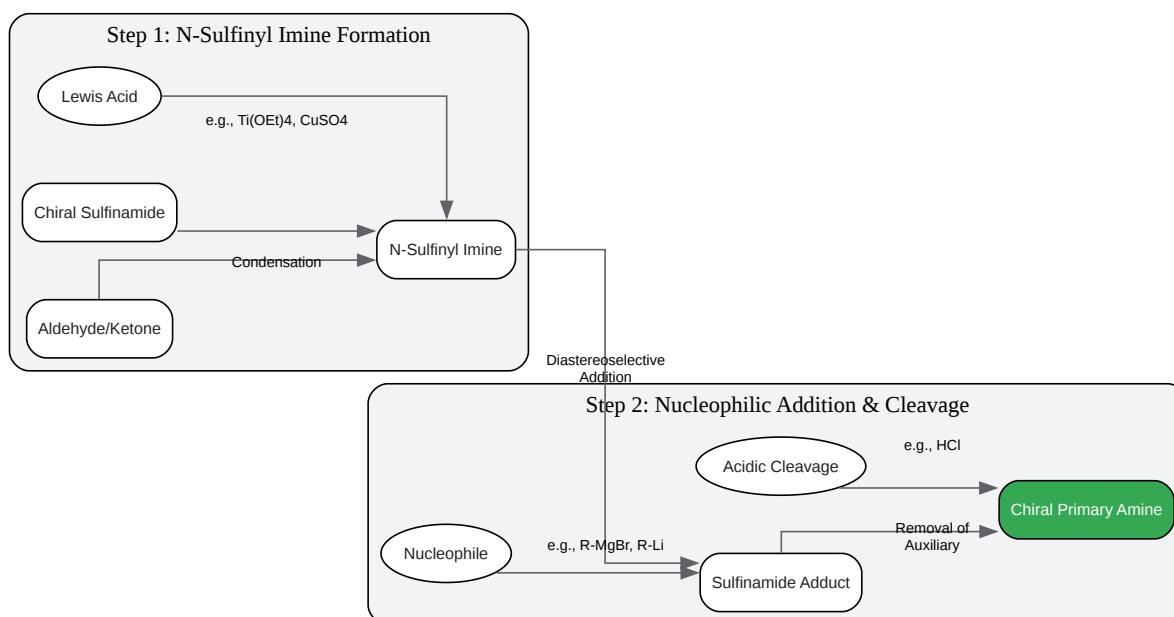 Step 1: N-Sulfinyl Imine Formation
Lewis Acid
e.g., Ti(OEt)4, CuSO4
Chiral Sulfinamide
N-Sulfinyl Imine
Condensation
Aldehyde/Ketone
Diastereoselective
Addition
Step 2: Nucleophilic Addition & Cleavage
Acidic Cleavage
e.g., HCl
Chiral Primary Amine
Removal of
Auxiliary
Nucleophile
e.g., R-MgBr, R-Li
Sulfinamide Adduct